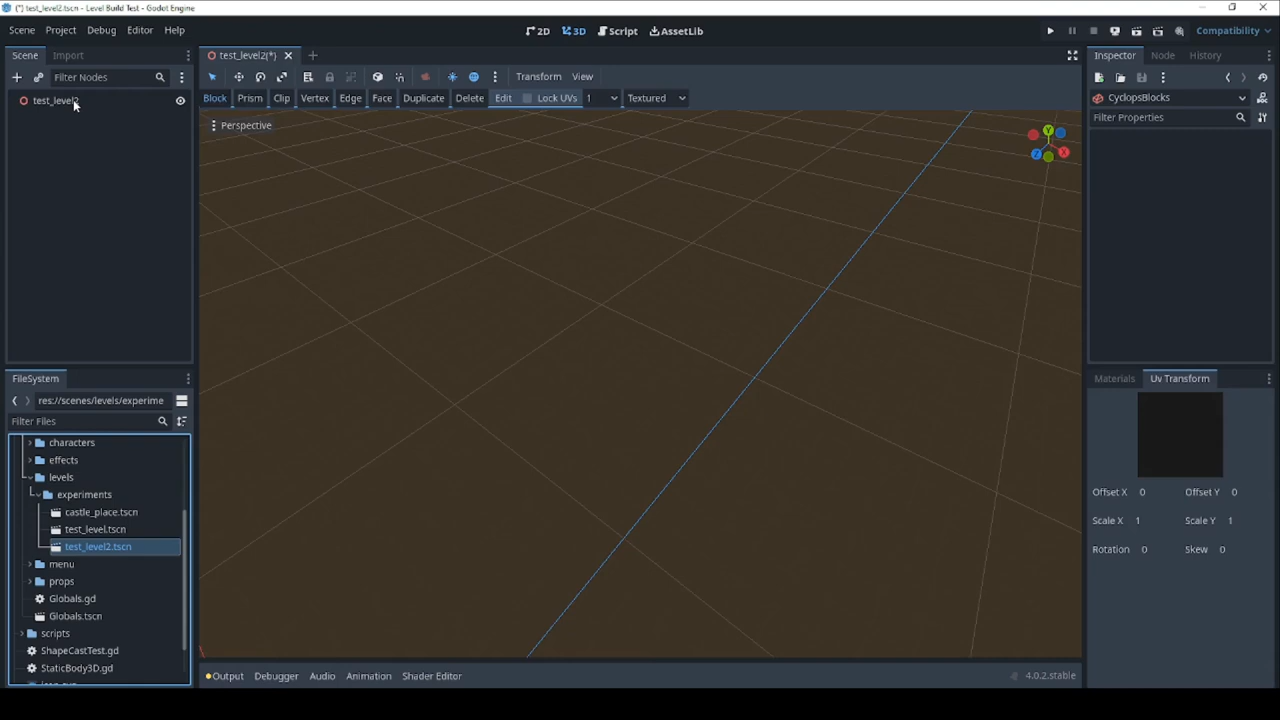 (*) test_level2.tscn - Level Build Test - Godot Engine
Scene Project Debug Editor Help
2D 3D Script AssetLib
Compatibility
Scene Import
Filter Nodes
test_level2
test_level2(*)
Transform View
Block Prism Clip Vertex Edge Face Duplicate Delete Edit Lock UVs 1 Textured
Perspective
Y
Z
X
Inspector Node History
CyclopsBlocks
Filter Properties
FileSystem
res://scenes/levels/experime
Filter Files
characters
effects
levels
experiments
castle_place.tscn
test_level.tscn
test_level2.tscn
menu
props
Globals.gd
Globals.tscn
scripts
ShapeCastTest.gd
StaticBody3D.gd
Materials Uv Transform
Offset X 0 Offset Y 0
Scale X 1 Scale Y 1
Rotation 0 Skew 0
Output Debugger Audio Animation Shader Editor
4.0.2.stable